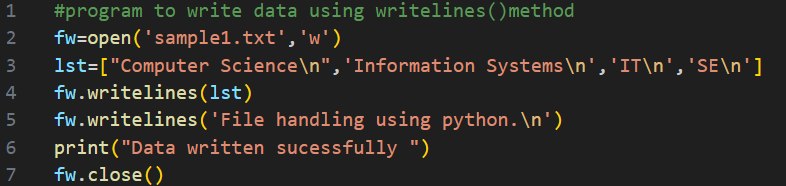 1 #program to write data using writelines()method
2 fw=open('sample1.txt','w')
3 lst=["Computer Science\n",'Information Systems\n','IT\n','SE\n']
4 fw.writelines(lst)
5 fw.writelines('File handling using python.\n')
6 print("Data written sucessfully ")
7 fw.close()